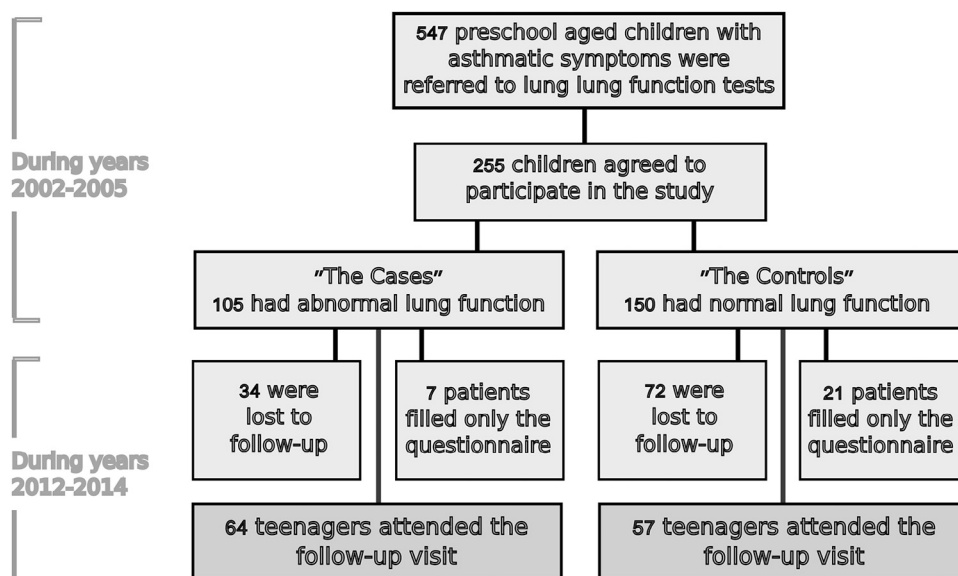 547 preschool aged children with
asthmatic symptoms were
referred to lung lung function tests
During years
2002-2005
255 children agreed to
participate in the study
"The Cases"
105 had abnormal lung function
"The Controls"
150 had normal lung function
34 were
lost to
follow-up
7 patients
filled only the
questionnaire
72 were
lost to
follow-up
21 patients
filled only the
questionnaire
During years
2012-2014
64 teenagers attended the
follow-up visit
57 teenagers attended the
follow-up visit